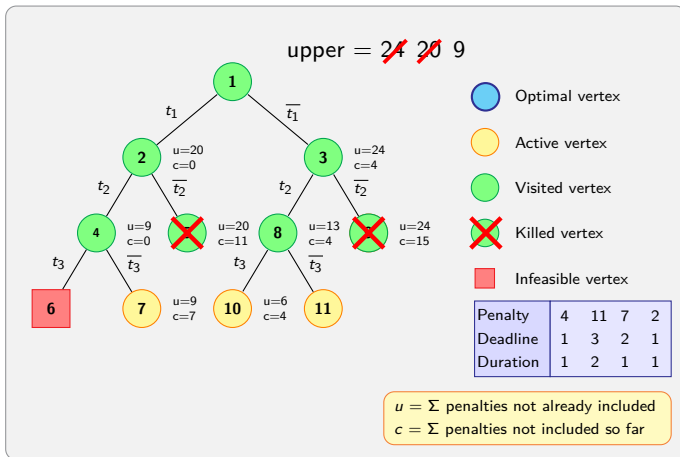 upper = 24 20 9
1
t₁
t̅₁
2
u=20
c=0
3
u=24
c=4
t₂
t̅₂
t₂
t̅₂
4
u=9
c=0
u=20
c=11
8
u=13
c=4
u=24
c=15
t₃
t̅₃
t₃
t̅₃
6
7
u=9
c=7
10
u=6
c=4
11
Optimal vertex
Active vertex
Visited vertex
Killed vertex
Infeasible vertex
Penalty 4 11 7 2
Deadline 1 3 2 1
Duration 1 2 1 1
u = Σ penalties not already included
c = Σ penalties not included so far